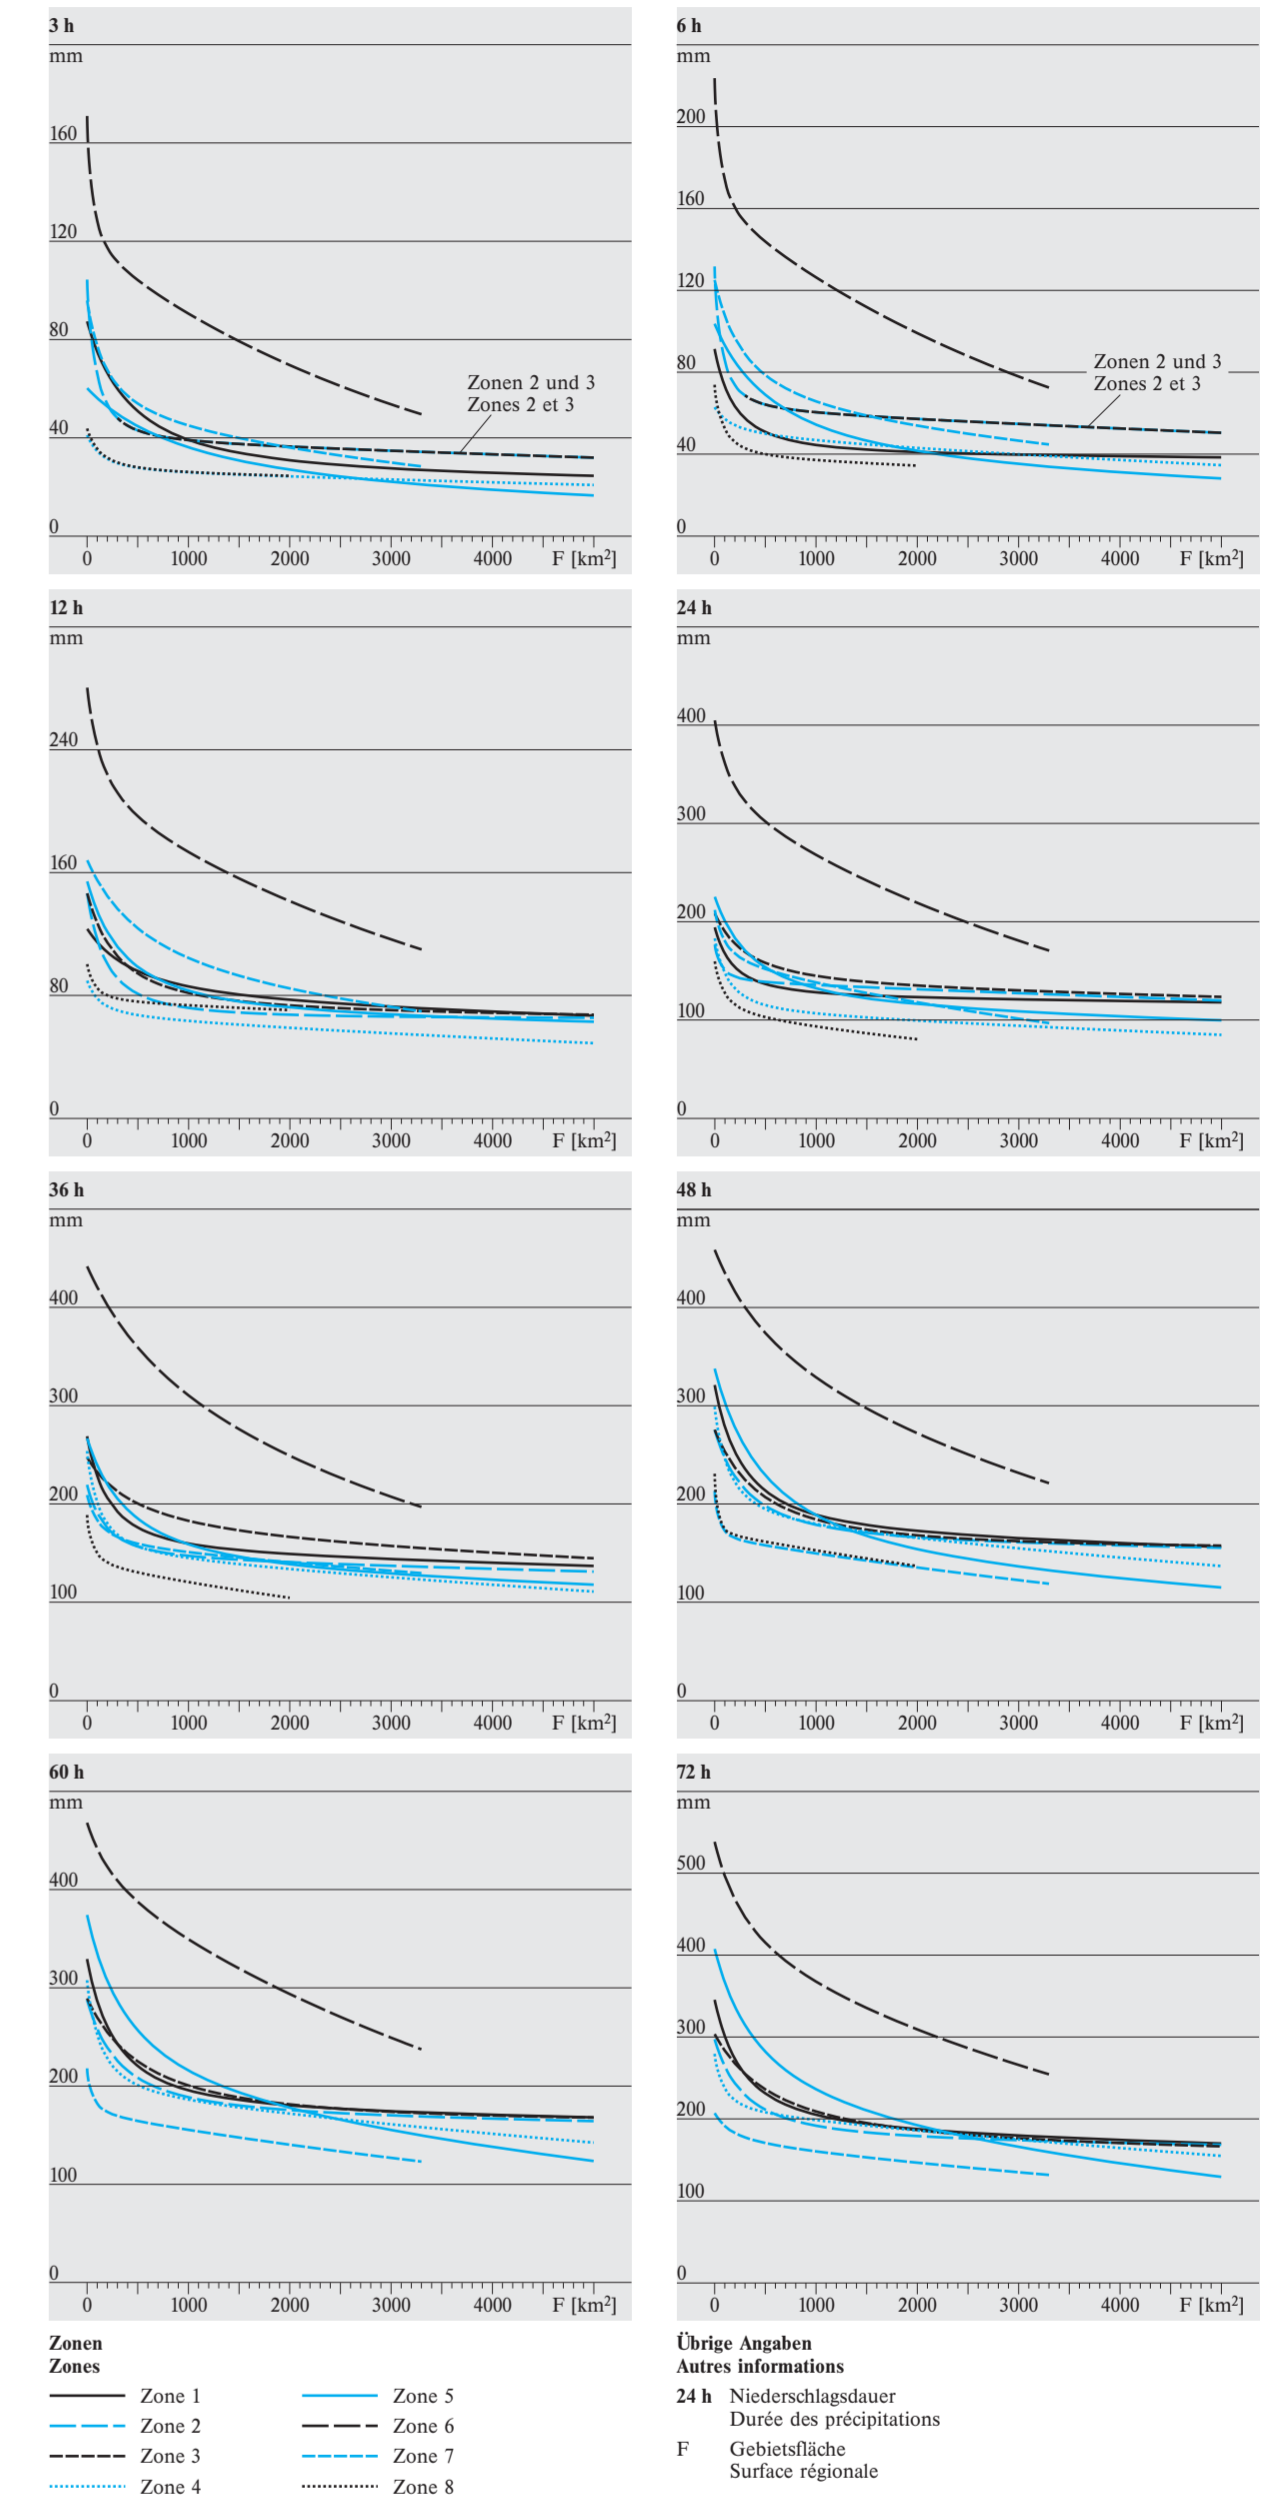 3 h
mm
160
120
80
40
0
Zonen 2 und 3
Zones 2 et 3
0 1000 2000 3000 4000 F [km²]
6 h
mm
200
160
120
80
40
0
Zonen 2 und 3
Zones 2 et 3
0 1000 2000 3000 4000 F [km²]
12 h
mm
240
160
80
0
0 1000 2000 3000 4000 F [km²]
24 h
mm
400
300
200
100
0
0 1000 2000 3000 4000 F [km²]
36 h
mm
400
300
200
100
0
0 1000 2000 3000 4000 F [km²]
48 h
mm
400
300
200
100
0
0 1000 2000 3000 4000 F [km²]
60 h
mm
400
300
200
100
0
0 1000 2000 3000 4000 F [km²]
72 h
mm
500
400
300
200
100
0
0 1000 2000 3000 4000 F [km²]
Zonen
Zones
Zone 1
Zone 2
Zone 3
Zone 4
Zone 5
Zone 6
Zone 7
Zone 8
Übrige Angaben
Autres informations
24 h Niederschlagsdauer
Durée des précipitations
F Gebietsfläche
Surface régionale